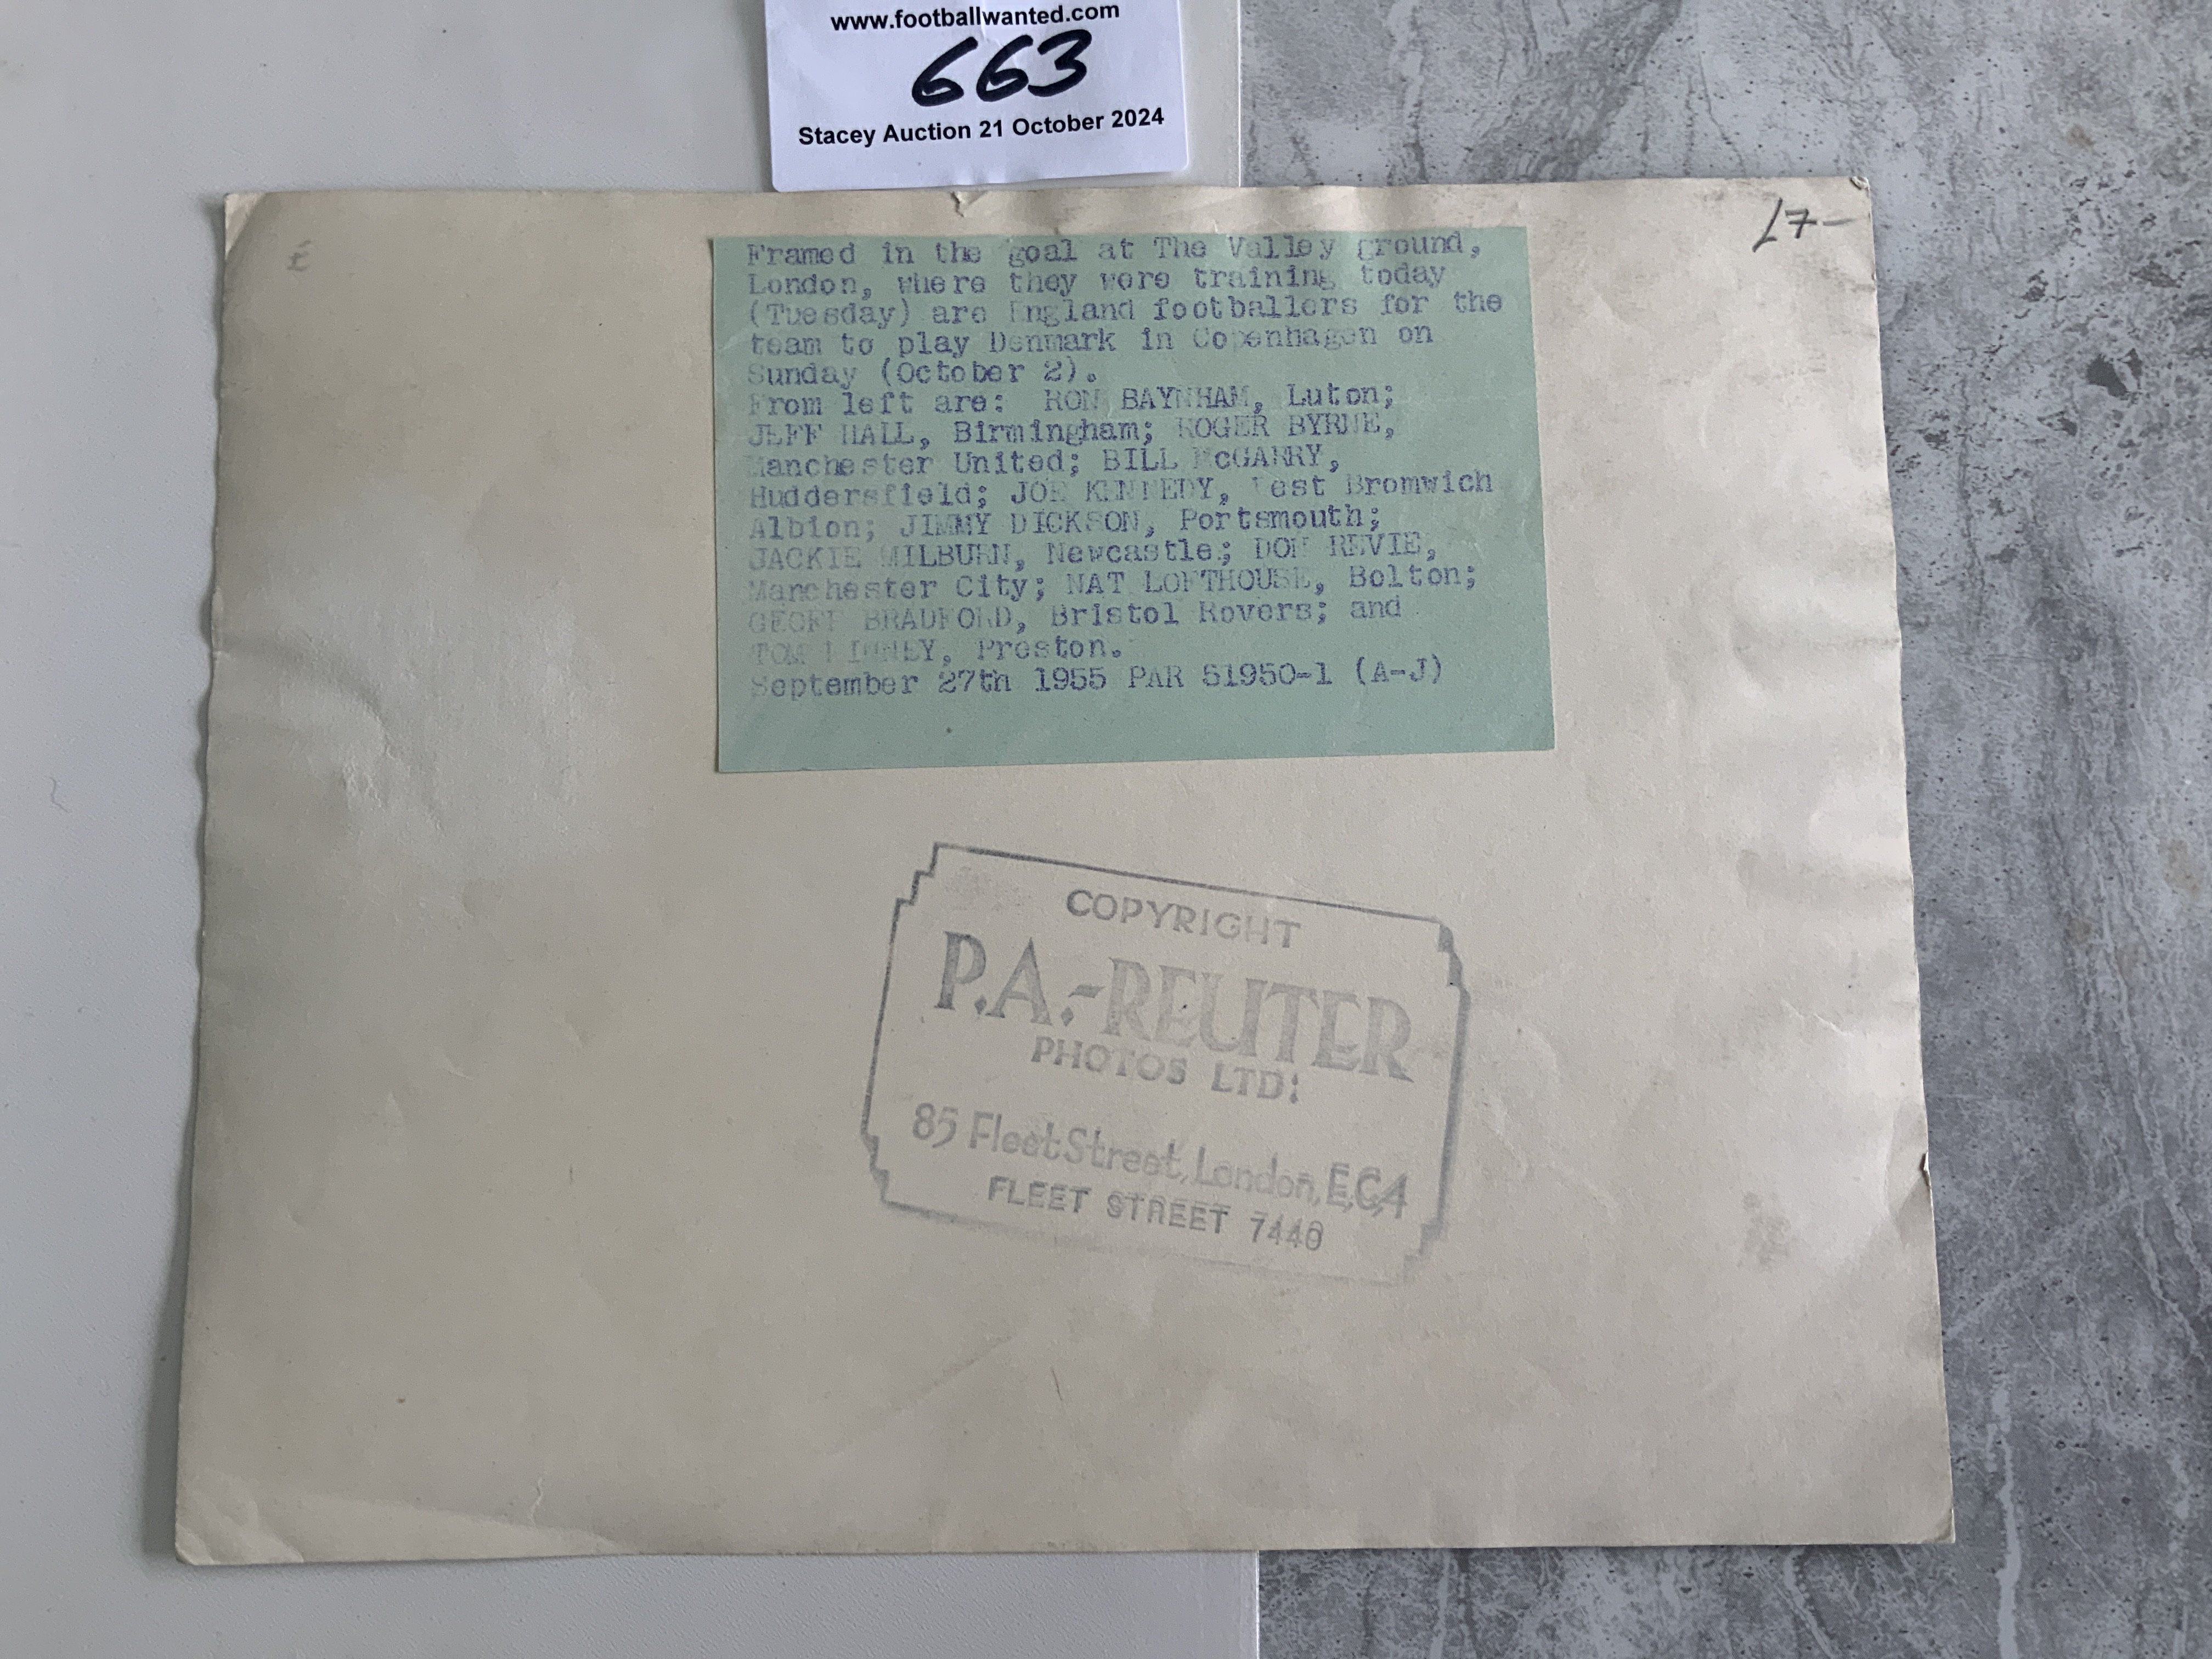 www.footballwanted.com
663
Stacey Auction 21 October 2024
£
£7-
Framed in the goal at The Valley ground,
London, where they were training today
(Tuesday) are England footballers for the
team to play Denmark in Copenhagen on
Sunday (October 2).
From left are: RON BAYNHAM, Luton;
JEFF HALL, Birmingham; ROGER BYRNE,
Manchester United; BILL McGARRY,
Huddersfield; JOE KENNEDY, West Bromwich
Albion; JIMMY DICKSON, Portsmouth;
JACKIE MILBURN, Newcastle; DON REVIE,
Manchester City; NAT LOFTHOUSE, Bolton;
GEOFF BRADFORD, Bristol Rovers; and
TOM FINNEY, Preston.
September 27th 1955 PAR 51950-1 (A-J)
COPYRIGHT
P.A.-REUTER
PHOTOS LTD:
85 Fleet Street, London, E.C,4
FLEET STREET 7440